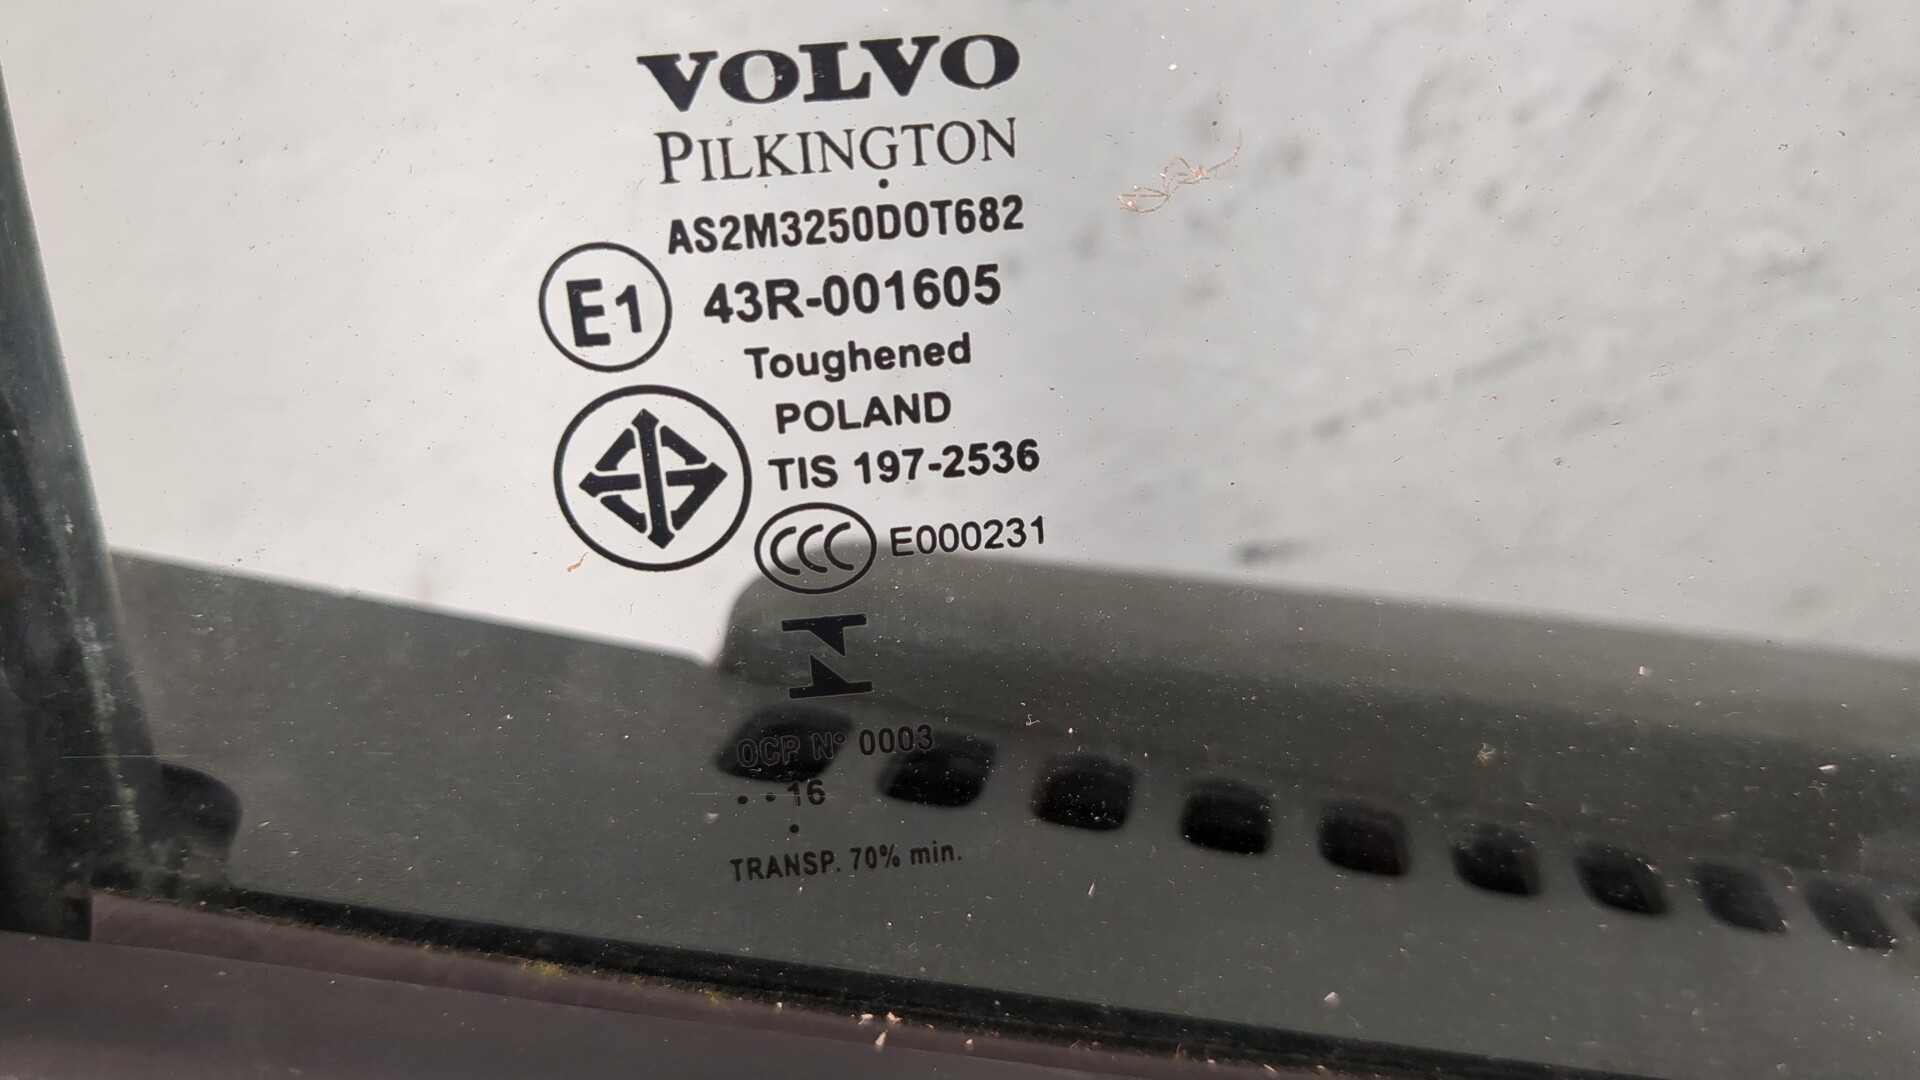 VOLVO
PILKINGTON
AS2M3250DOT682
E1 43R-001605
Toughened
POLAND
TIS 197-2536
CCC E000231
OCP Nº 0003
· · 16
·
TRANSP. 70% min.